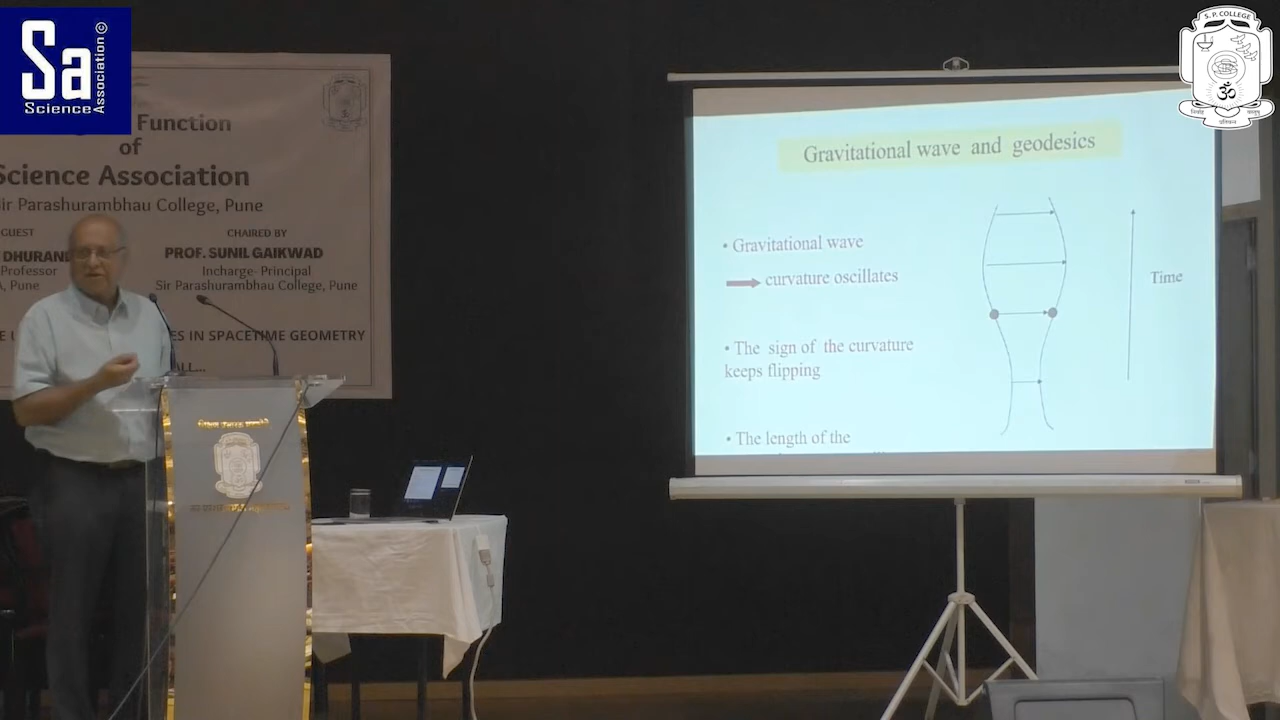 Sa
Science
Association©
Function
of
Science Association
Sir Parashurambhau College, Pune
GUEST
CHAIRED BY
DHURAND
PROF. SUNIL GAIKWAD
Professor
Incharge- Principal
A, Pune
Sir Parashurambhau College, Pune
ES IN SPACETIME GEOMETRY
ALL...
S. P. COLLEGE
ॐ
Gravitational wave and geodesics
• Gravitational wave
curvature oscillates
Time
• The sign of the curvature
keeps flipping
• The length of the